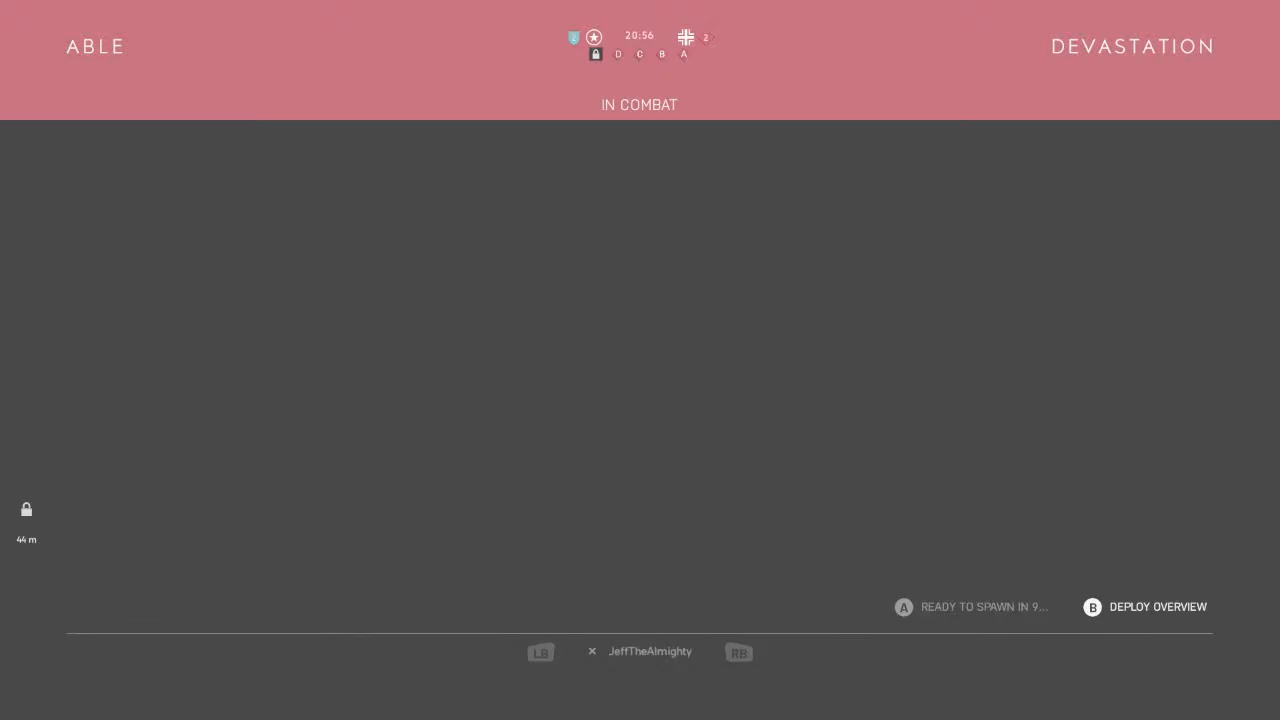 ABLE
20:56
2
DEVASTATION
D C B A
IN COMBAT
44 m
A READY TO SPAWN IN 9...
B DEPLOY OVERVIEW
LB × JeffTheAlmighty RB